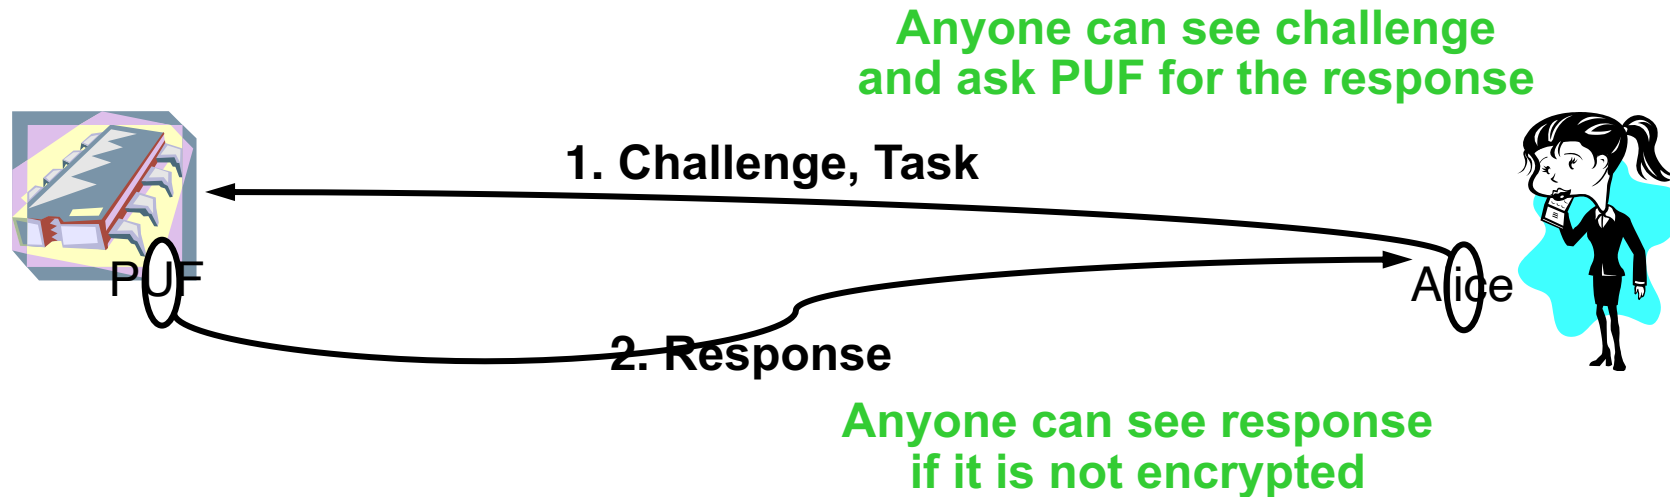 Anyone can see challenge
and ask PUF for the response
1. Challenge, Task
PUF
Alice
2. Response
Anyone can see response
if it is not encrypted